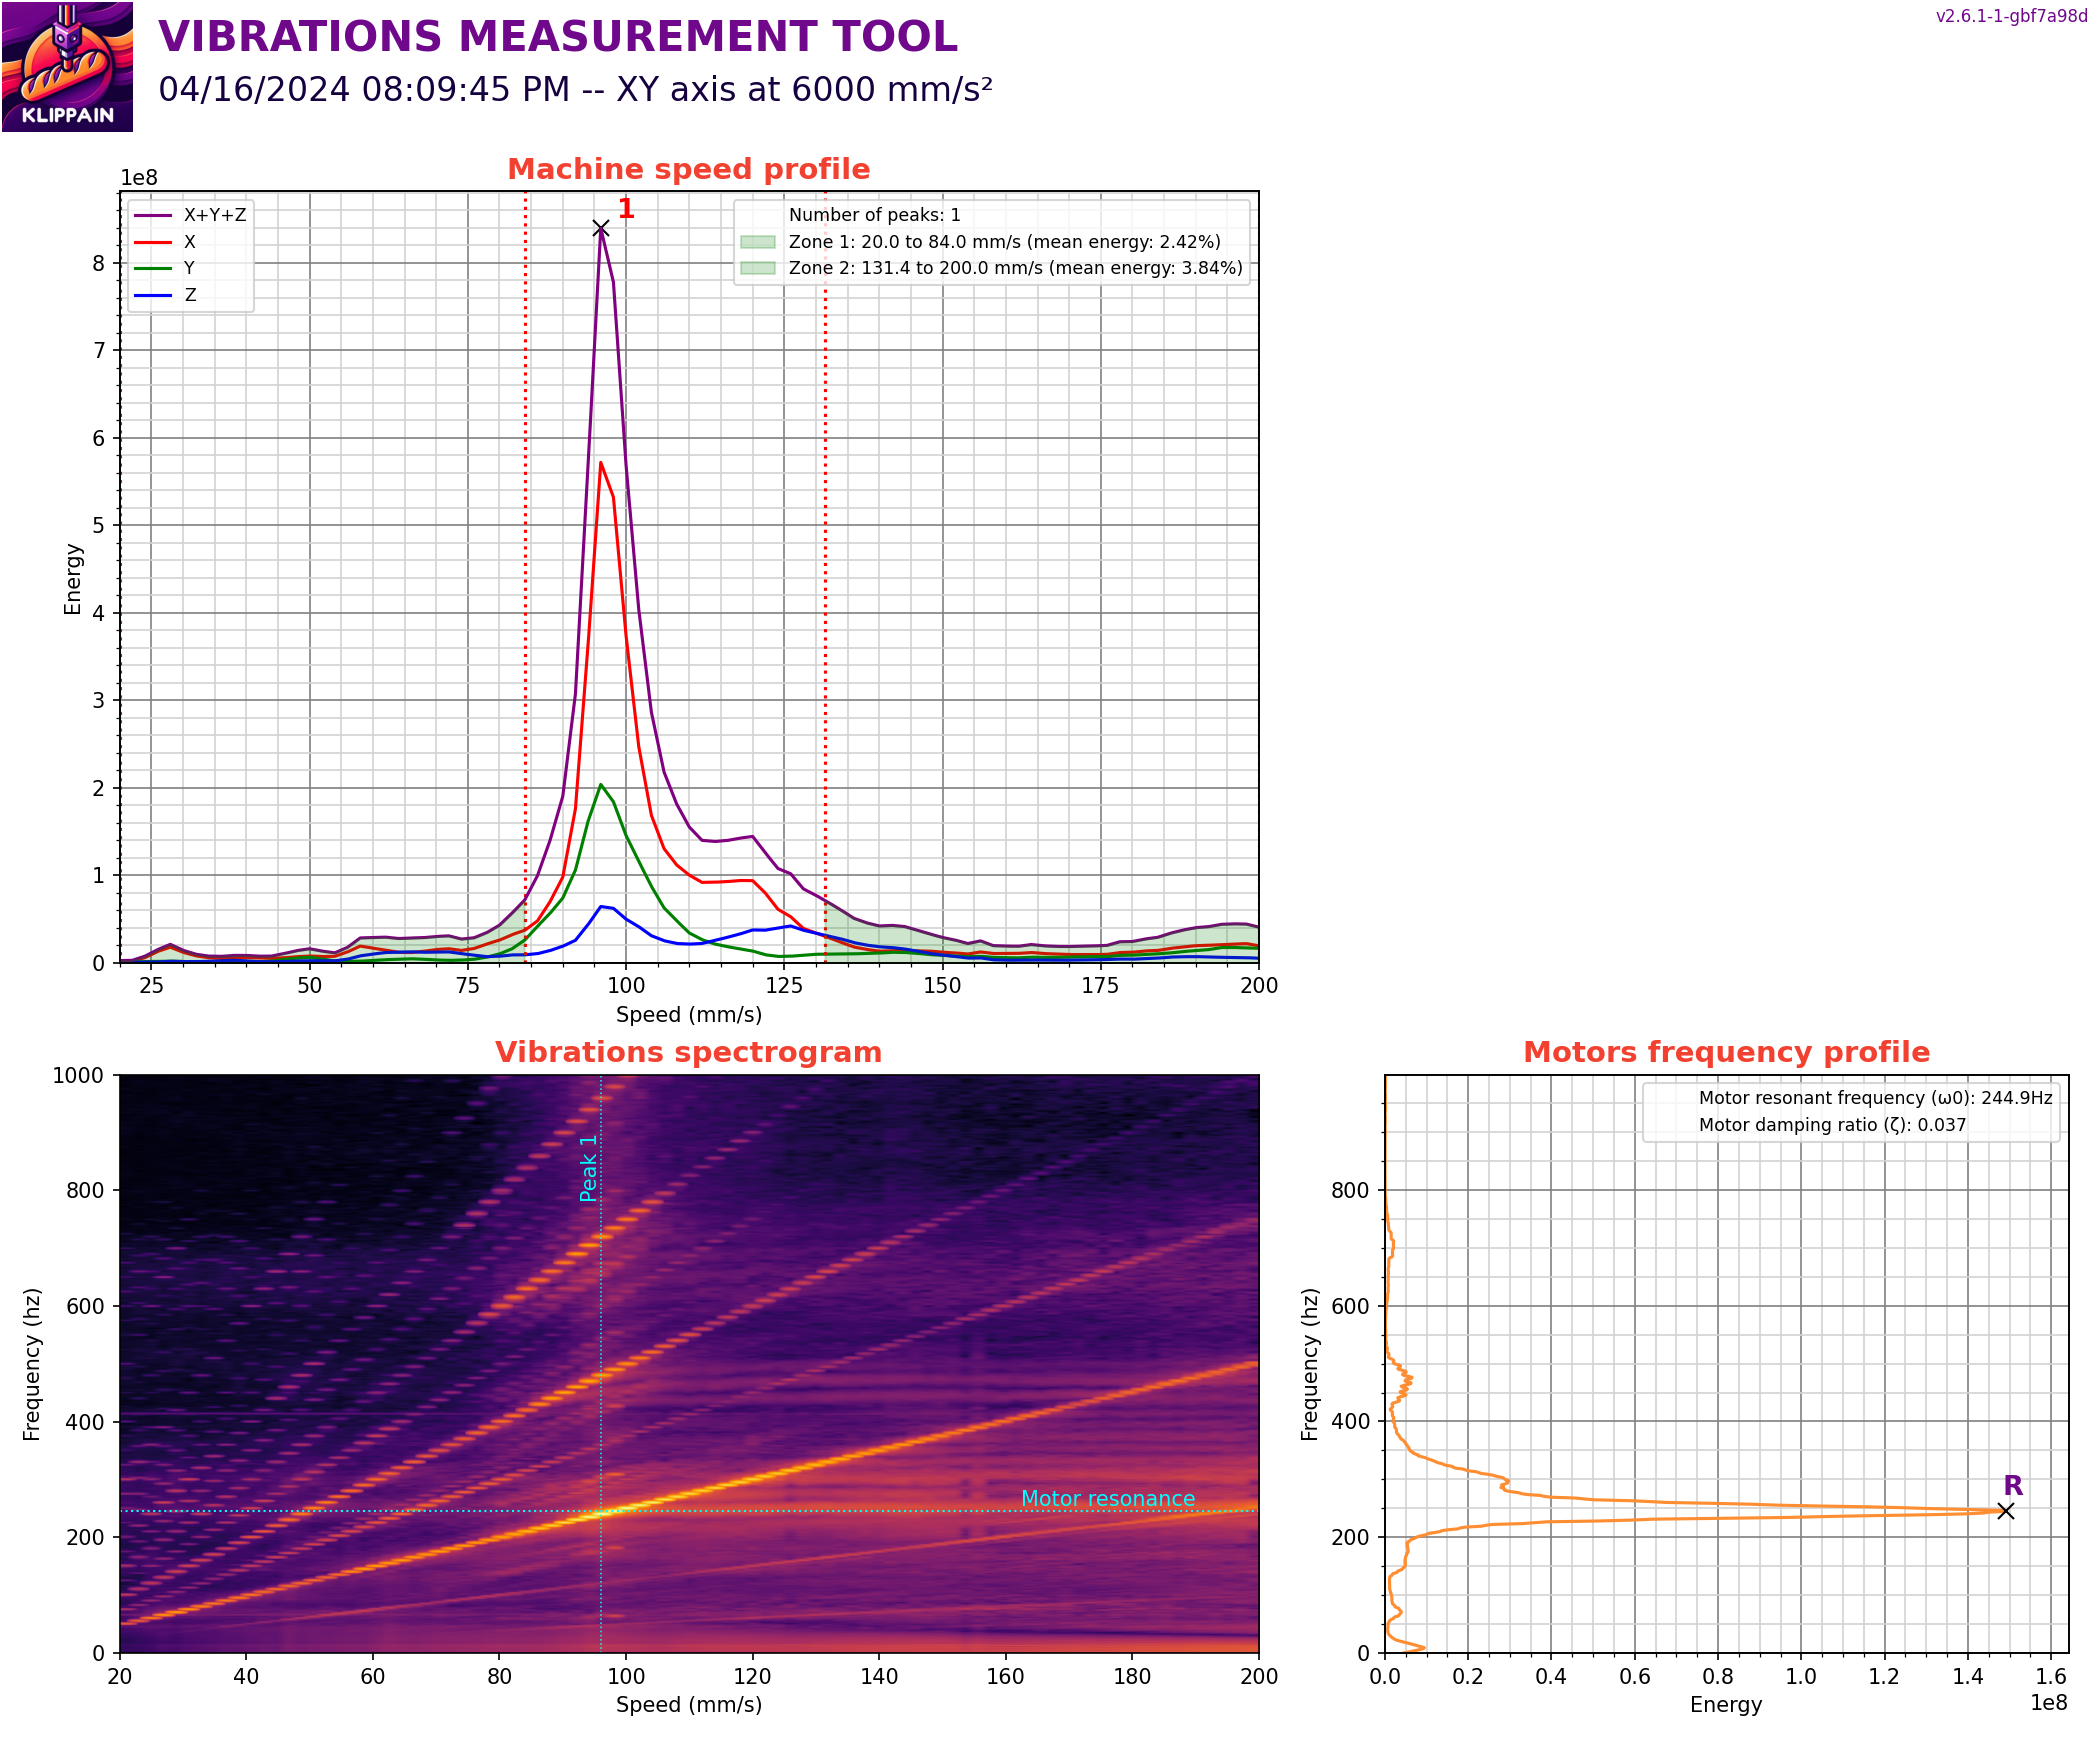 v2.6.1-1-gbf7a98d
KLIPPAIN
VIBRATIONS MEASUREMENT TOOL
04/16/2024 08:09:45 PM -- XY axis at 6000 mm/s²
Machine speed profile
1e8
X+Y+Z
X
Y
Z
1
Number of peaks: 1
Zone 1: 20.0 to 84.0 mm/s (mean energy: 2.42%)
Zone 2: 131.4 to 200.0 mm/s (mean energy: 3.84%)
8
7
6
5
4
3
2
1
0
Energy
25 50 75 100 125 150 175 200
Speed (mm/s)
Vibrations spectrogram
1000
800
600
400
200
0
Frequency (hz)
Peak 1
Motor resonance
20 40 60 80 100 120 140 160 180 200
Speed (mm/s)
Motors frequency profile
Motor resonant frequency (ω0): 244.9Hz
Motor damping ratio (ζ): 0.037
800
600
400
200
0
Frequency (hz)
R
0.0 0.2 0.4 0.6 0.8 1.0 1.2 1.4 1.6
1e8
Energy